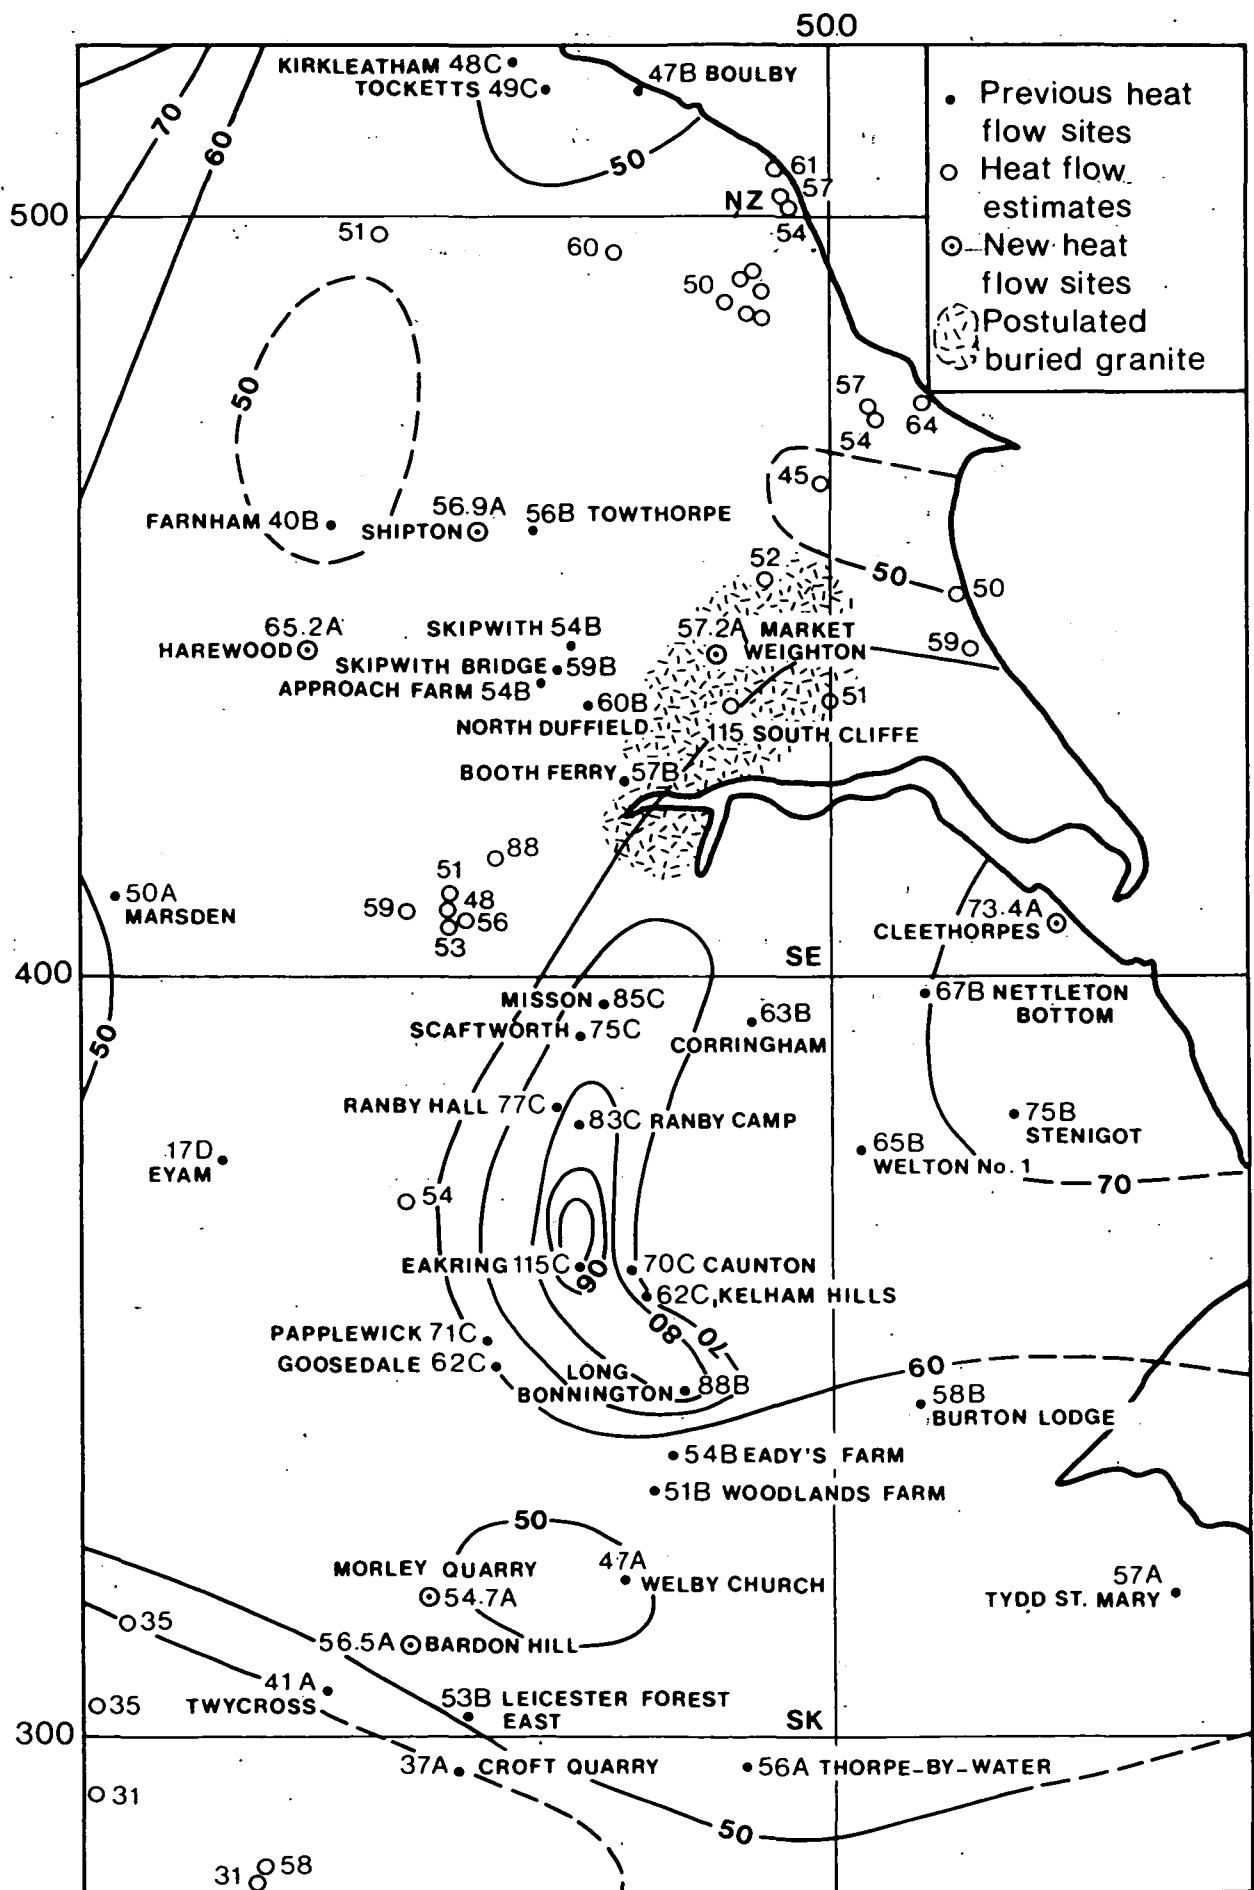 500
KIRKLEATHAM 48C
TOCKETTS 49C
47B BOULBY
Previous heat
flow sites
Heat flow
estimates
New heat
flow sites
Postulated
buried granite
70
60
50
61
57
NZ
500
54
51
60
50
50
57
54
64
45
56.9A
FARNHAM 40B
SHIPTON
56B TOWTHORPE
52
50
50
65.2A
HAREWOOD
SKIPWITH 54B
57.2A MARKET
WEIGHTON
59
SKIPWITH BRIDGE 59B
APPROACH FARM 54B
60B
NORTH DUFFIELD
51
115 SOUTH CLIFFE
BOOTH FERRY 57B
88
51
50A
MARSDEN
59
48
56
53
73.4A
CLEETHORPES
400
SE
MISSON 85C
67B NETTLETON
BOTTOM
SCAFTWORTH 75C
63B
CORRINGHAM
50
RANBY HALL 77C
83C RANBY CAMP
75B
STENIGOT
17D
EYAM
65B
WELTON No. 1
70
54
EAKRING 115C
90
70C CAUNTON
62C, KELHAM HILLS
80
70
PAPPLEWICK 71C
GOOSEDALE 62C
LONG
BONNINGTON 88B
60
58B
BURTON LODGE
54B EADY'S FARM
51B WOODLANDS FARM
50
MORLEY QUARRY
54.7A
47A
WELBY CHURCH
57A
TYDD ST. MARY
35
56.5A BARDON HILL
41A
TWYCROSS
35
53B LEICESTER FOREST
EAST
SK
300
37A CROFT QUARRY
56A THORPE-BY-WATER
31
50
31
58